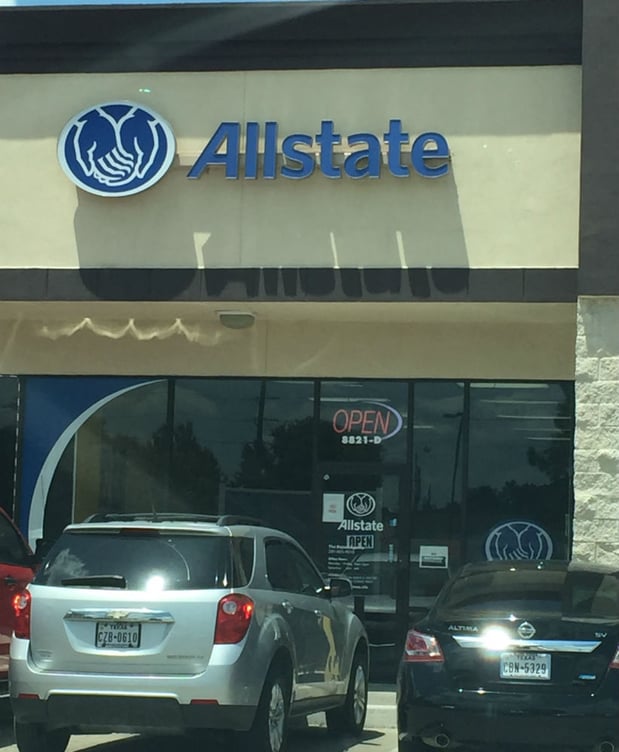 Allstate
OPEN
8821-D
Allstate
OPEN
TEXAS
CZB-0610
ALTIMA
SV
TEXAS
CBN-5329